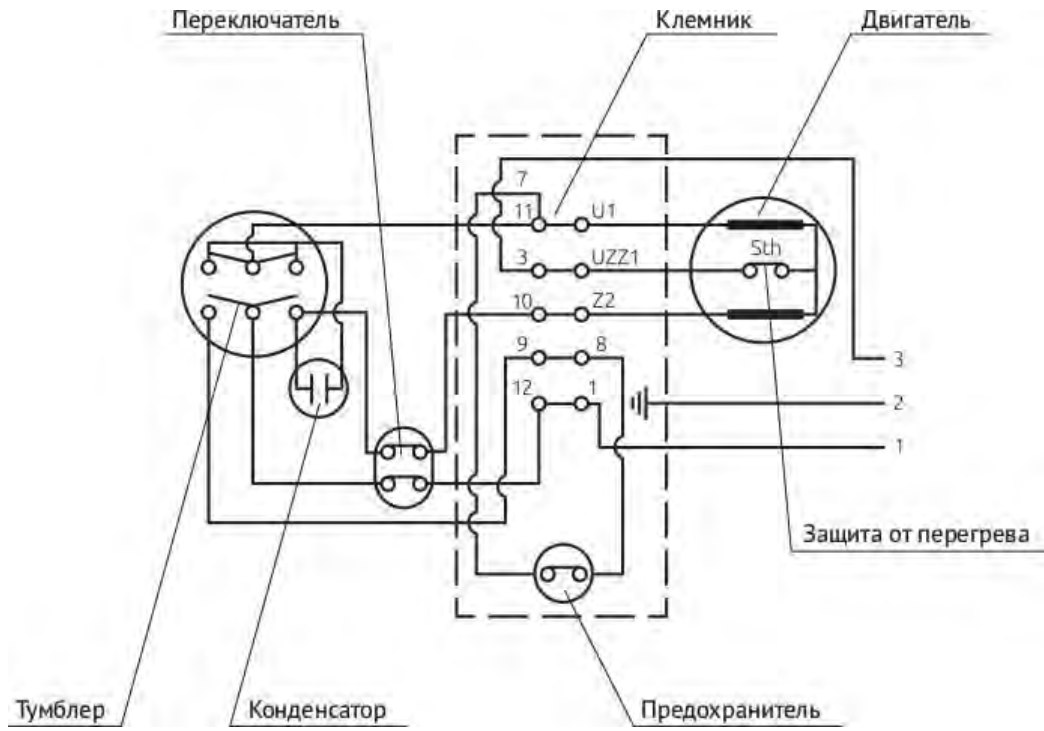 Переключатель
Клемник
Двигатель
7
11
U1
3
UZZ1
Sth
10
Z2
9
8
3
12
1
2
1
Защита от перегрева
Тумблер
Конденсатор
Предохранитель